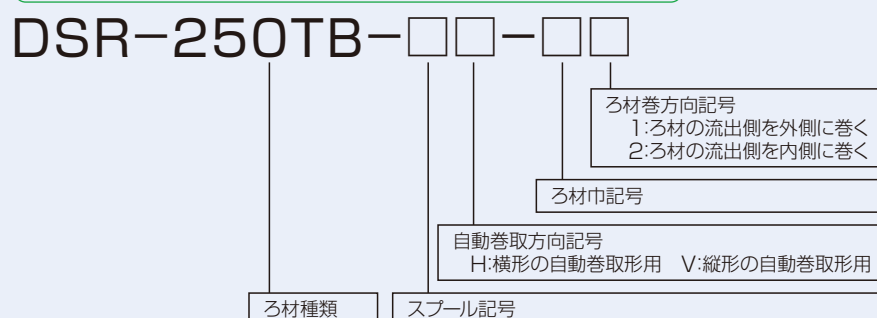 DSR−250TB−□□−□□
ろ材巻方向記号
1:ろ材の流出側を外側に巻く
2:ろ材の流出側を内側に巻く
ろ材巾記号
自動巻取方向記号
H:横形の自動巻取形用 V:縦形の自動巻取形用
ろ材種類 スプール記号